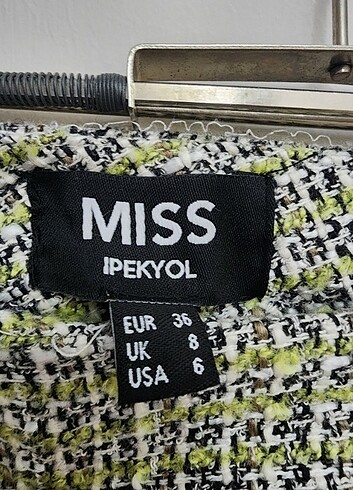 MISS
IPEKYOL
EUR 36
UK 8
USA 6